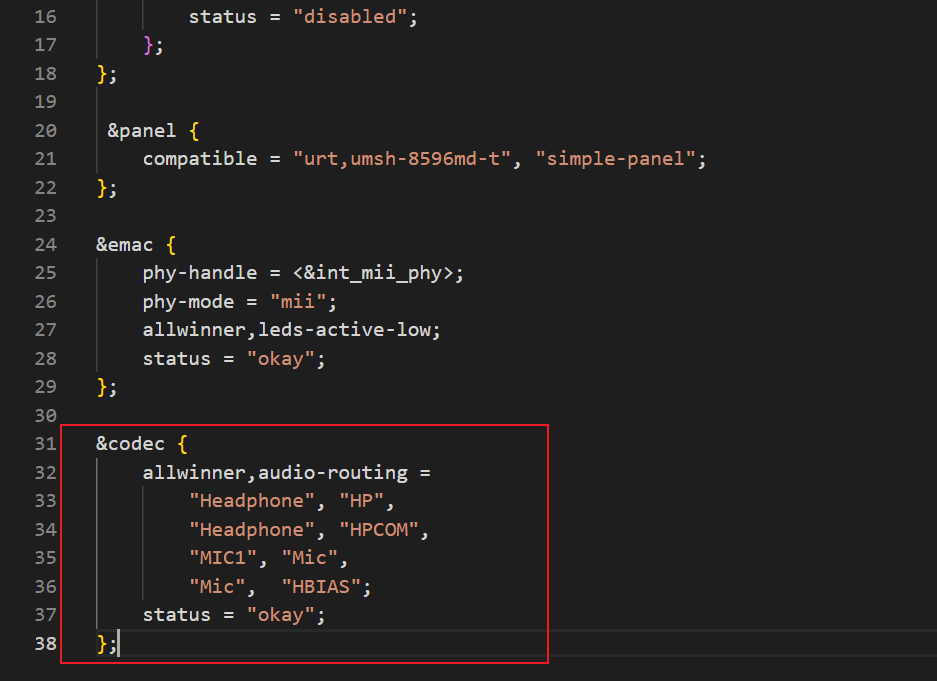 16 status = "disabled";
17 };
18 };
19
20 &panel {
21 compatible = "urt,umsh-8596md-t", "simple-panel";
22 };
23
24 &emac {
25 phy-handle = <&int_mii_phy>;
26 phy-mode = "mii";
27 allwinner,leds-active-low;
28 status = "okay";
29 };
30
31 &codec {
32 allwinner,audio-routing =
33 "Headphone", "HP",
34 "Headphone", "HPCOM",
35 "MIC1", "Mic",
36 "Mic",  "HBIAS";
37 status = "okay";
38 };